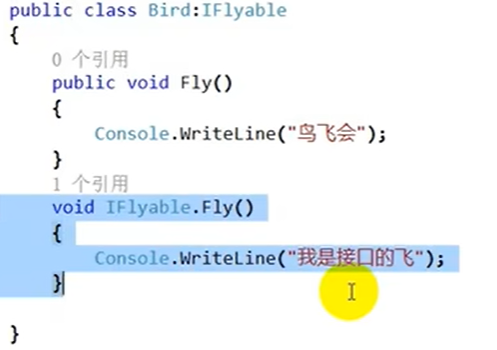 public class Bird:IFlyable
{
0 个引用
public void Fly()
{
Console.WriteLine("鸟飞会");
}
1 个引用
void IFlyable.Fly()
{
Console.WriteLine("我是接口的飞");
}
}